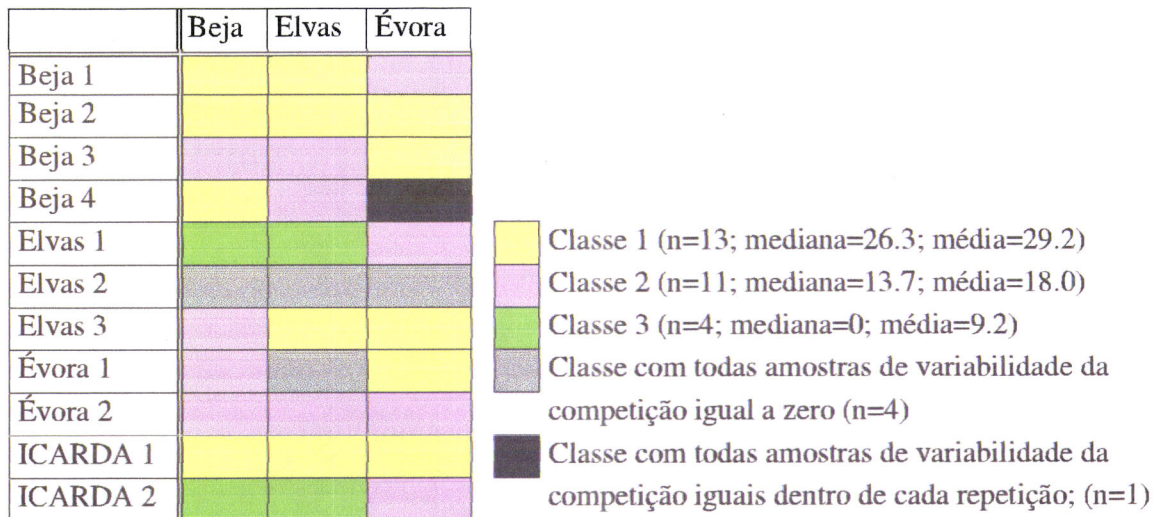 Beja Elvas Évora
Beja 1
Beja 2
Beja 3
Beja 4
Elvas 1
Elvas 2
Elvas 3
Évora 1
Évora 2
ICARDA 1
ICARDA 2
Classe 1 (n=13; mediana=26.3; média=29.2)
Classe 2 (n=11; mediana=13.7; média=18.0)
Classe 3 (n=4; mediana=0; média=9.2)
Classe com todas amostras de variabilidade da
competição igual a zero (n=4)
Classe com todas amostras de variabilidade da
competição iguais dentro de cada repetição; (n=1)